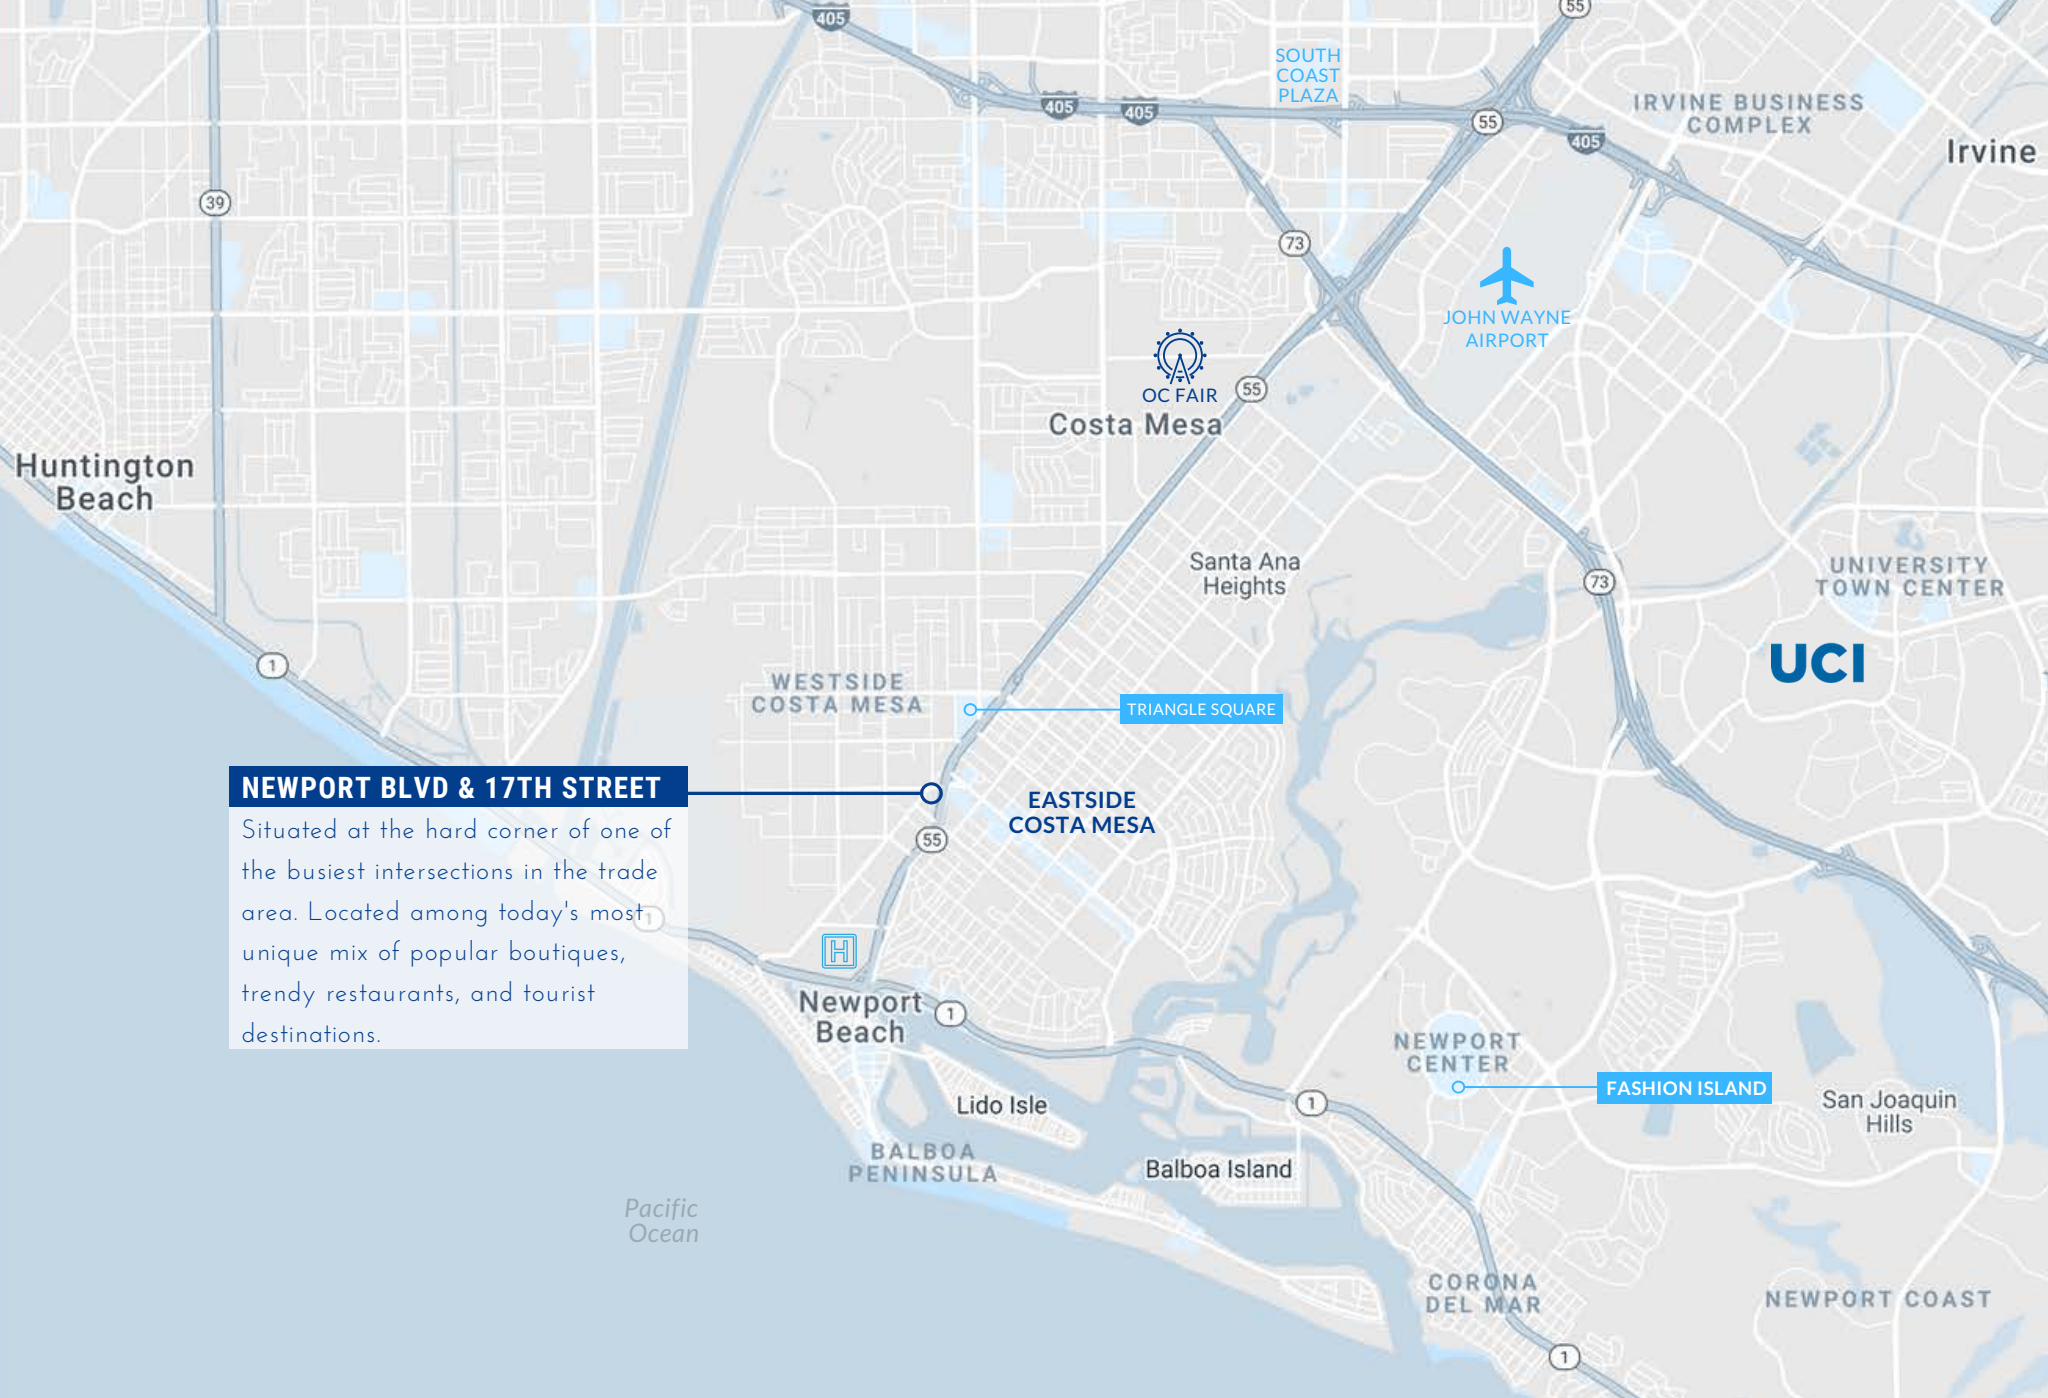 405
55
SOUTH
COAST
PLAZA
405
405
55
405
IRVINE BUSINESS
COMPLEX
Irvine
39
73
JOHN WAYNE
AIRPORT
OC FAIR
55
Costa Mesa
Huntington
Beach
Santa Ana
Heights
73
UNIVERSITY
TOWN CENTER
UCI
1
WESTSIDE
COSTA MESA
TRIANGLE SQUARE
NEWPORT BLVD & 17TH STREET
Situated at the hard corner of one of
the busiest intersections in the trade
area. Located among today's most
unique mix of popular boutiques,
trendy restaurants, and tourist
destinations.
EASTSIDE
COSTA MESA
55
1
H
Newport
Beach
1
NEWPORT
CENTER
FASHION ISLAND
Lido Isle
1
San Joaquin
Hills
BALBOA
PENINSULA
Balboa Island
Pacific
Ocean
CORONA
DEL MAR
NEWPORT COAST
1